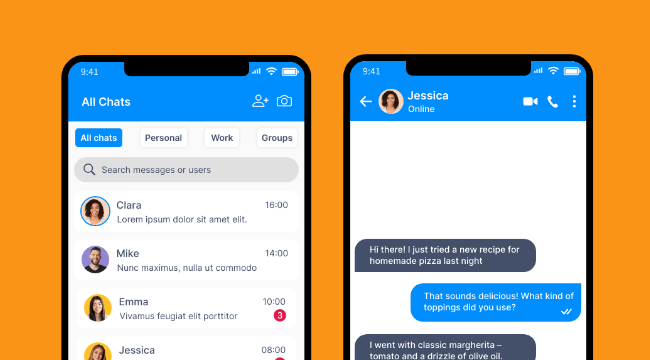 9:41
All Chats
All chats
Personal
Work
Groups
Search messages or users
Clara
16:00
Lorem ipsum dolor sit amet elit.
Mike
14:00
Nunc maximus, nulla ut commodo
Emma
10:00
Vivamus feugiat elit porttitor
3
Jessica
08:00
9:41
Jessica
Online
Hi there! I just tried a new recipe for
homemade pizza last night
That sounds delicious! What kind of
toppings did you use?
I went with classic margherita –
tomato and a drizzle of olive oil.